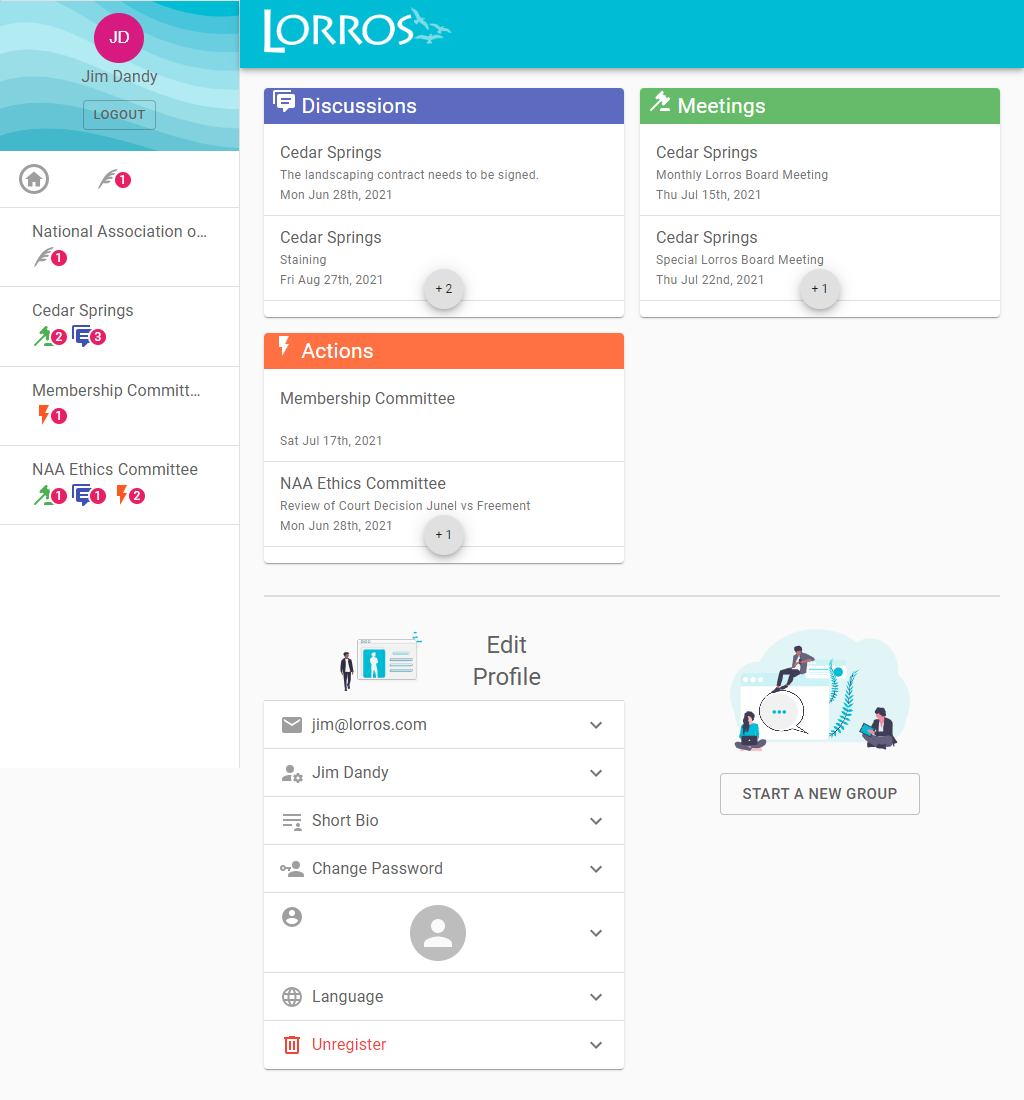 JD
Jim Dandy
LOGOUT
1
National Association o...
1
Cedar Springs
2 3
Membership Committ...
1
NAA Ethics Committee
1 1 2
LORROS
Discussions
Cedar Springs
The landscaping contract needs to be signed.
Mon Jun 28th, 2021
Cedar Springs
Staining
Fri Aug 27th, 2021
+ 2
Meetings
Cedar Springs
Monthly Lorros Board Meeting
Thu Jul 15th, 2021
Cedar Springs
Special Lorros Board Meeting
Thu Jul 22nd, 2021
+ 1
Actions
Membership Committee
Sat Jul 17th, 2021
NAA Ethics Committee
Review of Court Decision Junel vs Freement
Mon Jun 28th, 2021
+ 1
Edit
Profile
jim@lorros.com
Jim Dandy
Short Bio
Change Password
Language
Unregister
START A NEW GROUP